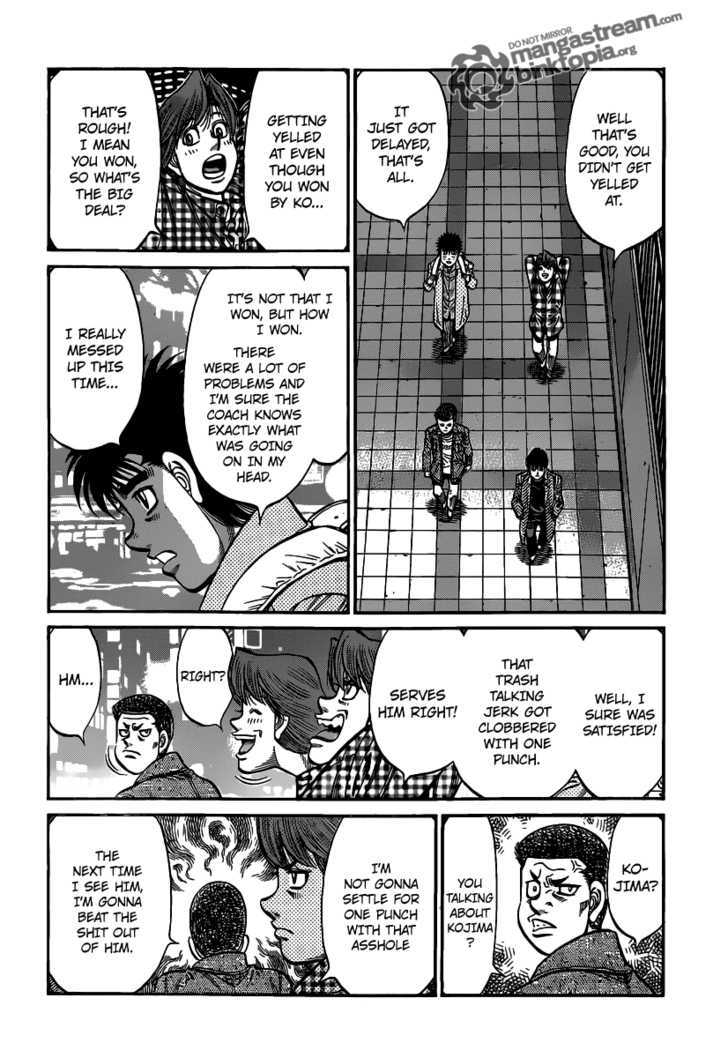 DO NOT MIRROR
mangastream.com
binktopia.org
WELL
THAT'S
GOOD, YOU
DIDN'T GET
YELLED
AT.
IT
JUST GOT
DELAYED,
THAT'S
ALL.
GETTING
YELLED
AT EVEN
THOUGH
YOU WON
BY KO...
THAT'S
ROUGH!
I MEAN
YOU WON,
SO WHAT'S
THE BIG
DEAL?
IT'S NOT THAT I
WON, BUT HOW
I WON.
THERE
WERE A LOT OF
PROBLEMS AND
I'M SURE THE
COACH KNOWS
EXACTLY WHAT
WAS GOING
ON IN MY
HEAD.
I REALLY
MESSED
UP THIS
TIME...
WELL, I
SURE WAS
SATISFIED!
THAT
TRASH
TALKING
JERK GOT
CLOBBERED
WITH ONE
PUNCH.
SERVES
HIM RIGHT!
RIGHT?
HM...
KO-
JIMA?
YOU
TALKING
ABOUT
KOJIMA
?
I'M
NOT GONNA
SETTLE FOR
ONE PUNCH
WITH THAT
ASSHOLE
THE
NEXT TIME
I SEE HIM,
I'M GONNA
BEAT THE
SHIT OUT
OF HIM.